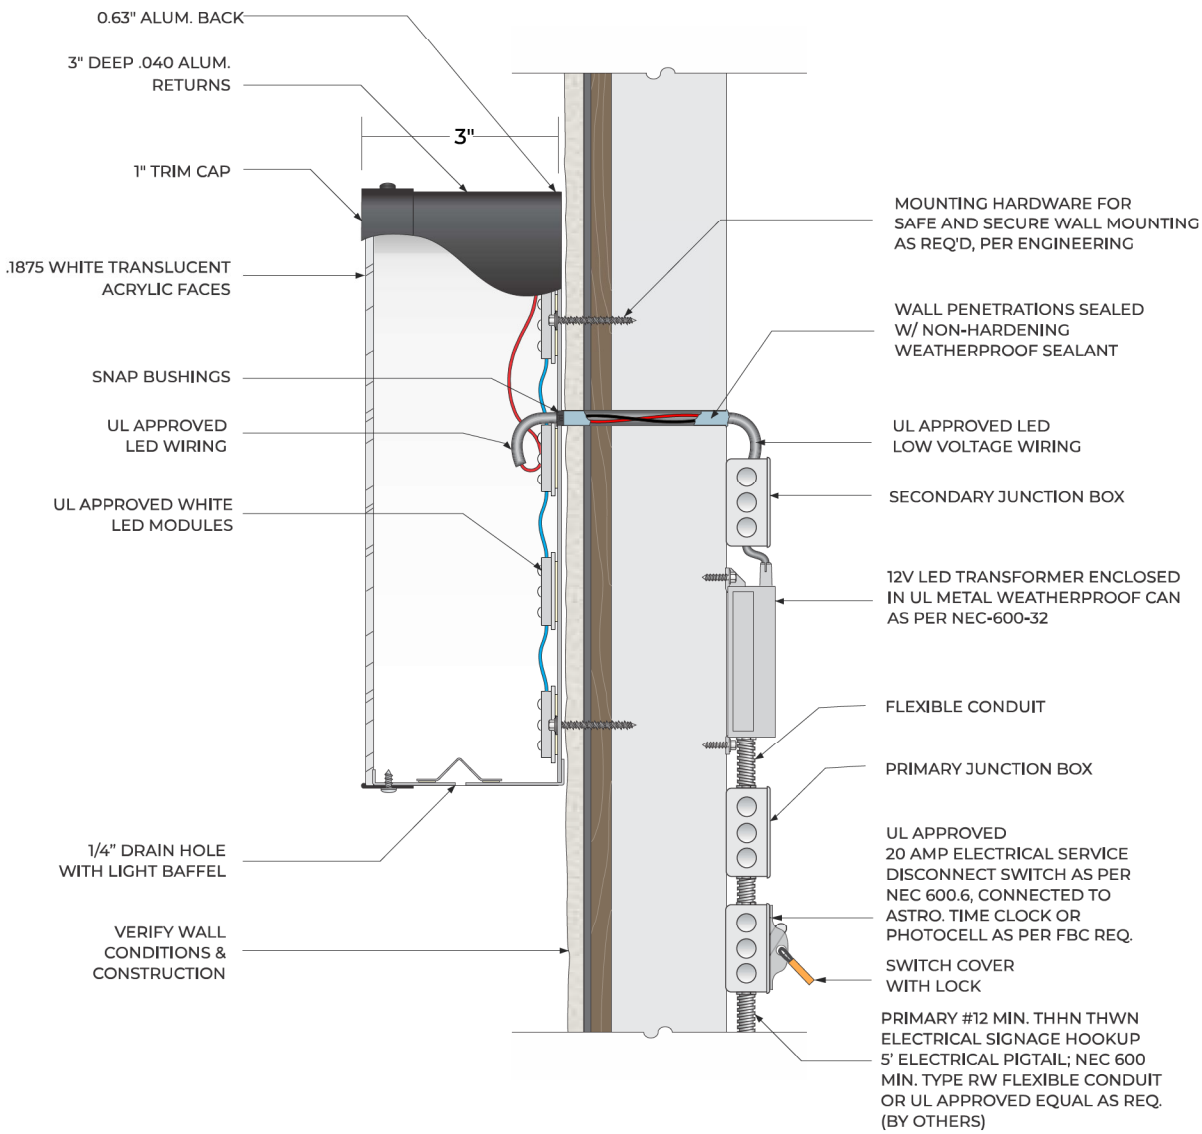 0.63" ALUM. BACK
3" DEEP .040 ALUM.
RETURNS
3"
1" TRIM CAP
.1875 WHITE TRANSLUCENT
ACRYLIC FACES
SNAP BUSHINGS
UL APPROVED
LED WIRING
UL APPROVED WHITE
LED MODULES
1/4” DRAIN HOLE
WITH LIGHT BAFFEL
VERIFY WALL
CONDITIONS &
CONSTRUCTION
MOUNTING HARDWARE FOR
SAFE AND SECURE WALL MOUNTING
AS REQ'D, PER ENGINEERING
WALL PENETRATIONS SEALED
W/ NON-HARDENING
WEATHERPROOF SEALANT
UL APPROVED LED
LOW VOLTAGE WIRING
SECONDARY JUNCTION BOX
12V LED TRANSFORMER ENCLOSED
IN UL METAL WEATHERPROOF CAN
AS PER NEC-600-32
FLEXIBLE CONDUIT
PRIMARY JUNCTION BOX
UL APPROVED
20 AMP ELECTRICAL SERVICE
DISCONNECT SWITCH AS PER
NEC 600.6, CONNECTED TO
ASTRO. TIME CLOCK OR
PHOTOCELL AS PER FBC REQ.
SWITCH COVER
WITH LOCK
PRIMARY #12 MIN. THHN THWN
ELECTRICAL SIGNAGE HOOKUP
5' ELECTRICAL PIGTAIL; NEC 600
MIN. TYPE RW FLEXIBLE CONDUIT
OR UL APPROVED EQUAL AS REQ.
(BY OTHERS)